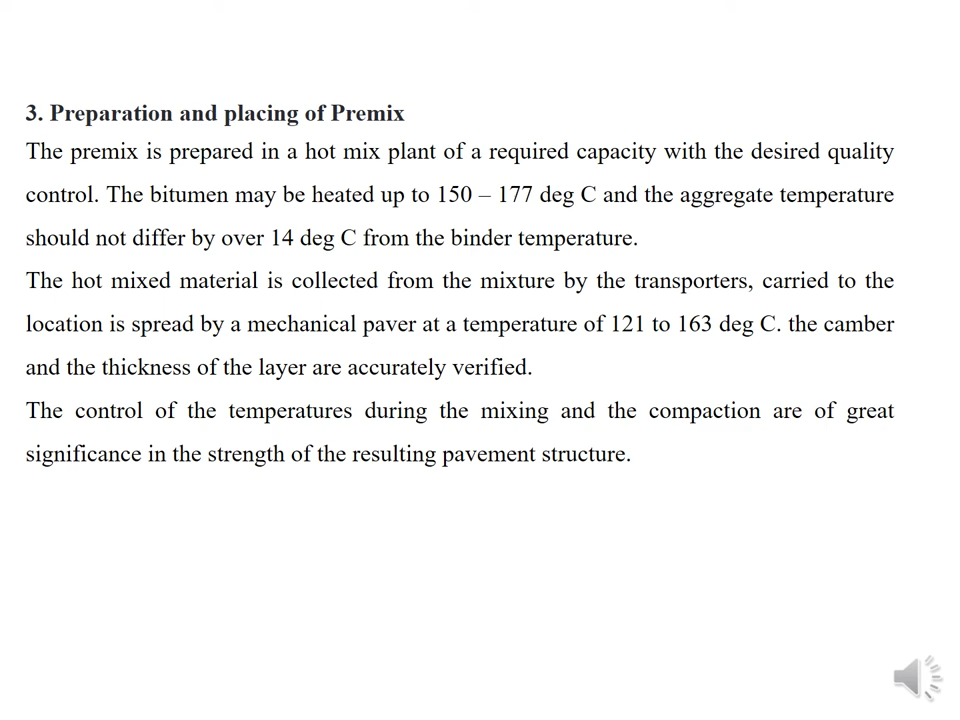 3. Preparation and placing of Premix
The premix is prepared in a hot mix plant of a required capacity with the desired quality
control. The bitumen may be heated up to 150 – 177 deg C and the aggregate temperature
should not differ by over 14 deg C from the binder temperature.
The hot mixed material is collected from the mixture by the transporters, carried to the
location is spread by a mechanical paver at a temperature of 121 to 163 deg C. the camber
and the thickness of the layer are accurately verified.
The control of the temperatures during the mixing and the compaction are of great
significance in the strength of the resulting pavement structure.